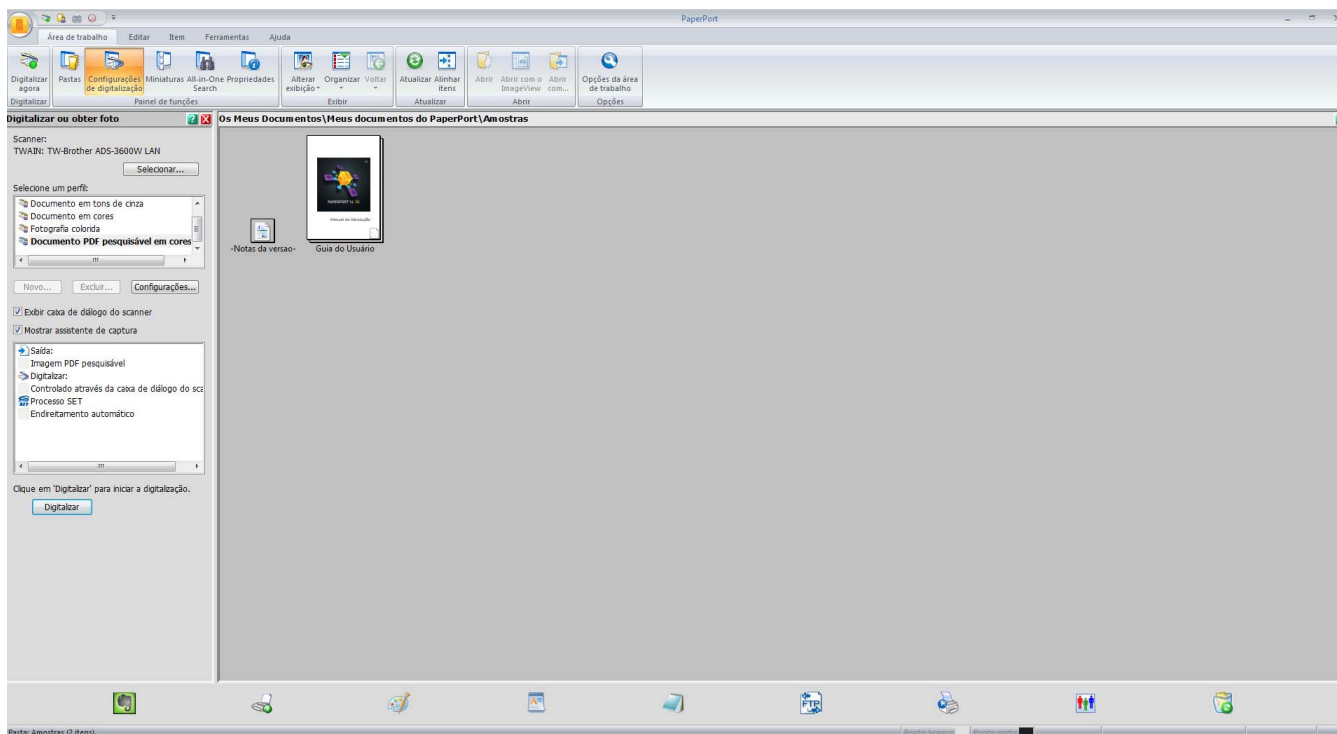 PaperPort
Área de trabalho Editar Item Ferramentas Ajuda
Digitalizar agora
Pastas
Configurações de digitalização
Miniaturas
All-in-One Search
Propriedades
Alterar exibição
Organizar
Voltar
Atualizar
Alinhar itens
Abrir
Abrir com o ImageView
Abrir com...
Opções da área de trabalho
Digitalizar Painel de funções Exibir Atualizar Abrir Opções
Digitalizar ou obter foto
Os Meus Documentos\Meus documentos do PaperPort\Amostras
Scanner:
TWAIN: TW-Brother ADS-3600W LAN
Selecionar...
Selecione um perfil:
Documento em tons de cinza
Documento em cores
Fotografia colorida
Documento PDF pesquisável em cores
Novo... Excluir... Configurações...
Exibir caixa de diálogo do scanner
Mostrar assistente de captura
Saída:
Imagem PDF pesquisável
Digitalizar:
Controlado através da caixa de diálogo do sca
Processo SET
Endireitamento automático
Clique em 'Digitalizar' para iniciar a digitalização.
Digitalizar
Manual de Introdução
-Notas da versao- Guia do Usuário
FTP
Pasta: Amostras (2 itens)